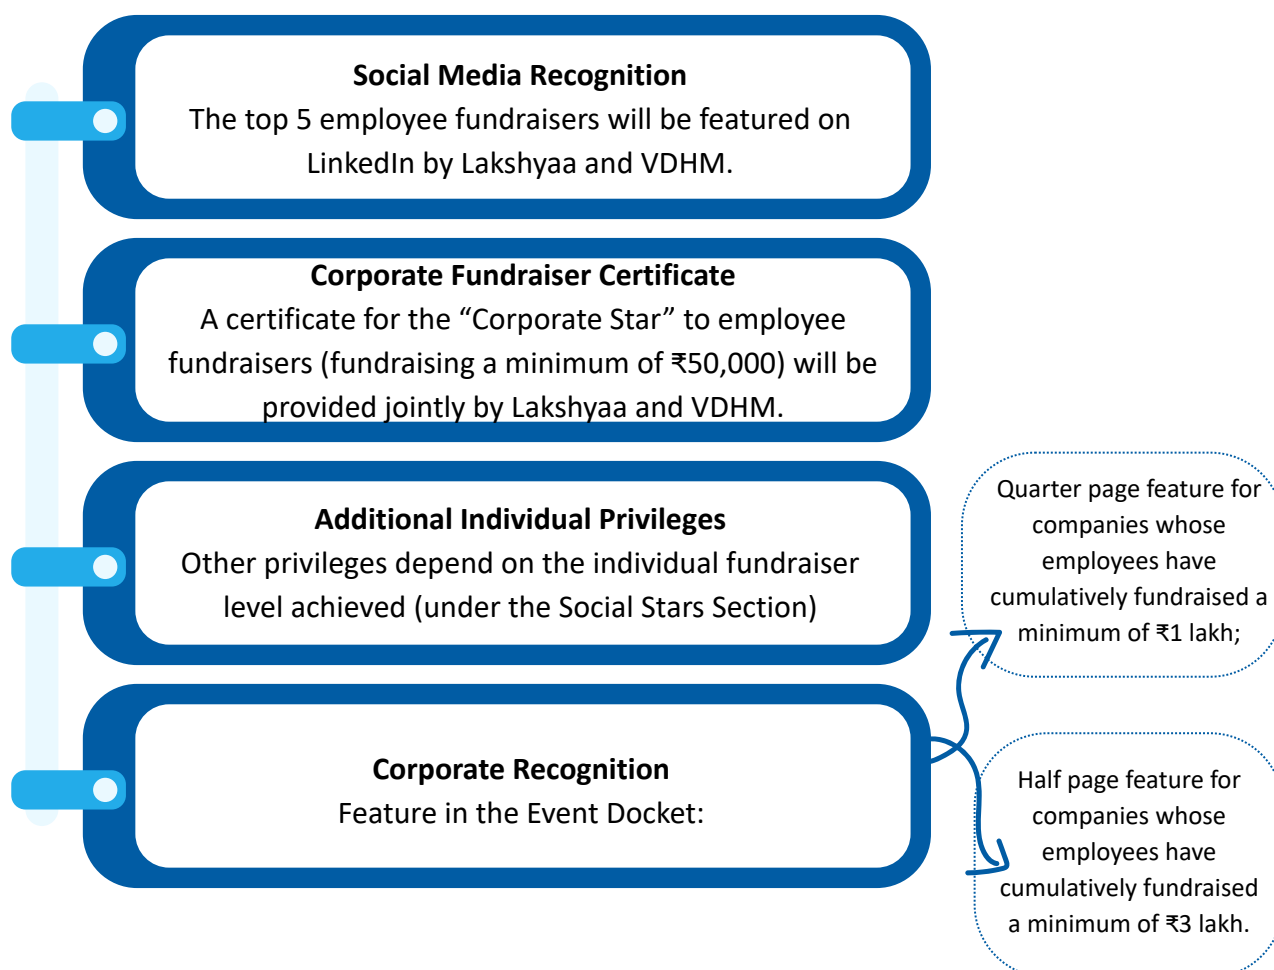 Social Media Recognition
The top 5 employee fundraisers will be featured on
LinkedIn by Lakshyaa and VDHM.
Corporate Fundraiser Certificate
A certificate for the “Corporate Star” to employee
fundraisers (fundraising a minimum of ₹50,000) will be
provided jointly by Lakshyaa and VDHM.
Additional Individual Privileges
Other privileges depend on the individual fundraiser
level achieved (under the Social Stars Section)
Corporate Recognition
Feature in the Event Docket:
Quarter page feature for
companies whose
employees have
cumulatively fundraised a
minimum of ₹1 lakh;
Half page feature for
companies whose
employees have
cumulatively fundraised
a minimum of ₹3 lakh.